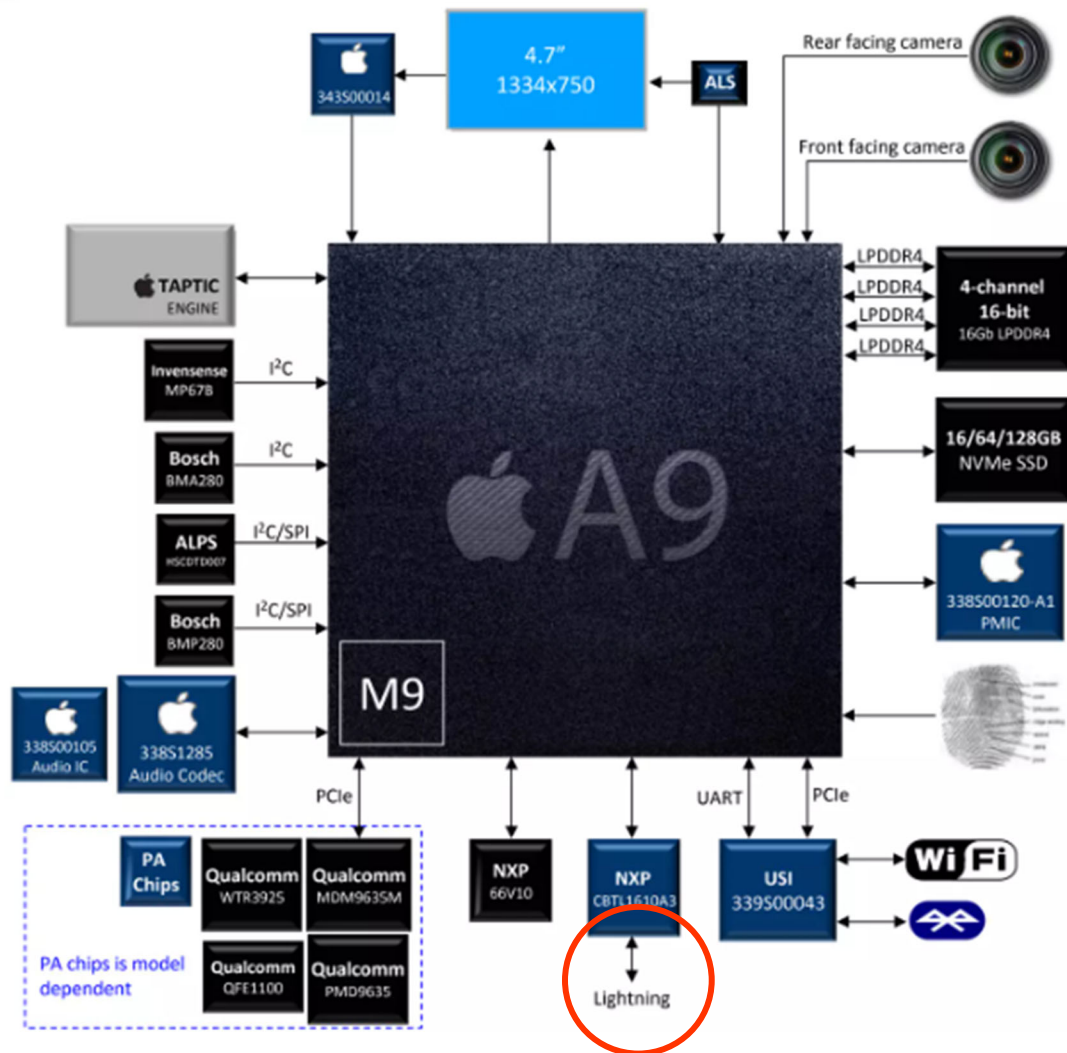 4.7”
1334x750
343S00014
ALS
Rear facing camera
Front facing camera
TAPTIC
ENGINE
LPDDR4
LPDDR4
LPDDR4
LPDDR4
4-channel
16-bit
16Gb LPDDR4
Invensense
MP67B
I²C
Bosch
BMA280
I²C
ALPS
HSCDTD007
I²C/SPI
Bosch
BMP280
I²C/SPI
A9
M9
16/64/128GB
NVMe SSD
338S00120-A1
PMIC
338S00105
Audio IC
338S1285
Audio Codec
PCIe
UART
PCIe
PA
Chips
Qualcomm
WTR3925
Qualcomm
MDM9635M
Qualcomm
QFE1100
Qualcomm
PMD9635
PA chips is model
dependent
NXP
66V10
NXP
CBTL1610A3
Lightning
USI
339S00043
Wi Fi